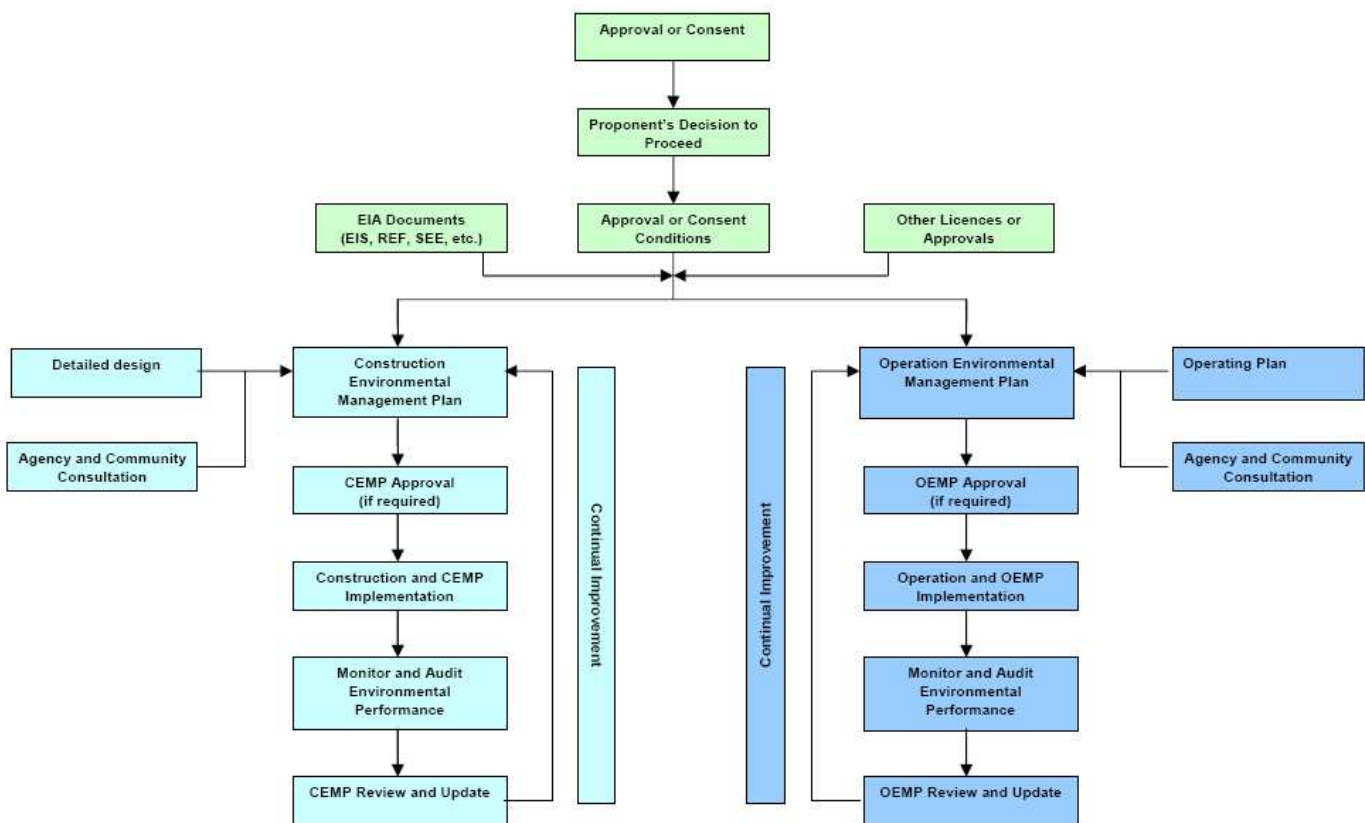 Approval or Consent
Proponent's Decision to
Proceed
EIA Documents
(EIS, REF, SEE, etc.)
Approval or Consent
Conditions
Other Licences or
Approvals
Detailed design
Agency and Community
Consultation
Construction
Environmental
Management Plan
CEMP Approval
(if required)
Construction and CEMP
Implementation
Monitor and Audit
Environmental
Performance
CEMP Review and Update
Continual Improvement
Continual Improvement
Operation Environmental
Management Plan
OEMP Approval
(if required)
Operation and OEMP
Implementation
Monitor and Audit
Environmental
Performance
OEMP Review and Update
Operating Plan
Agency and Community
Consultation